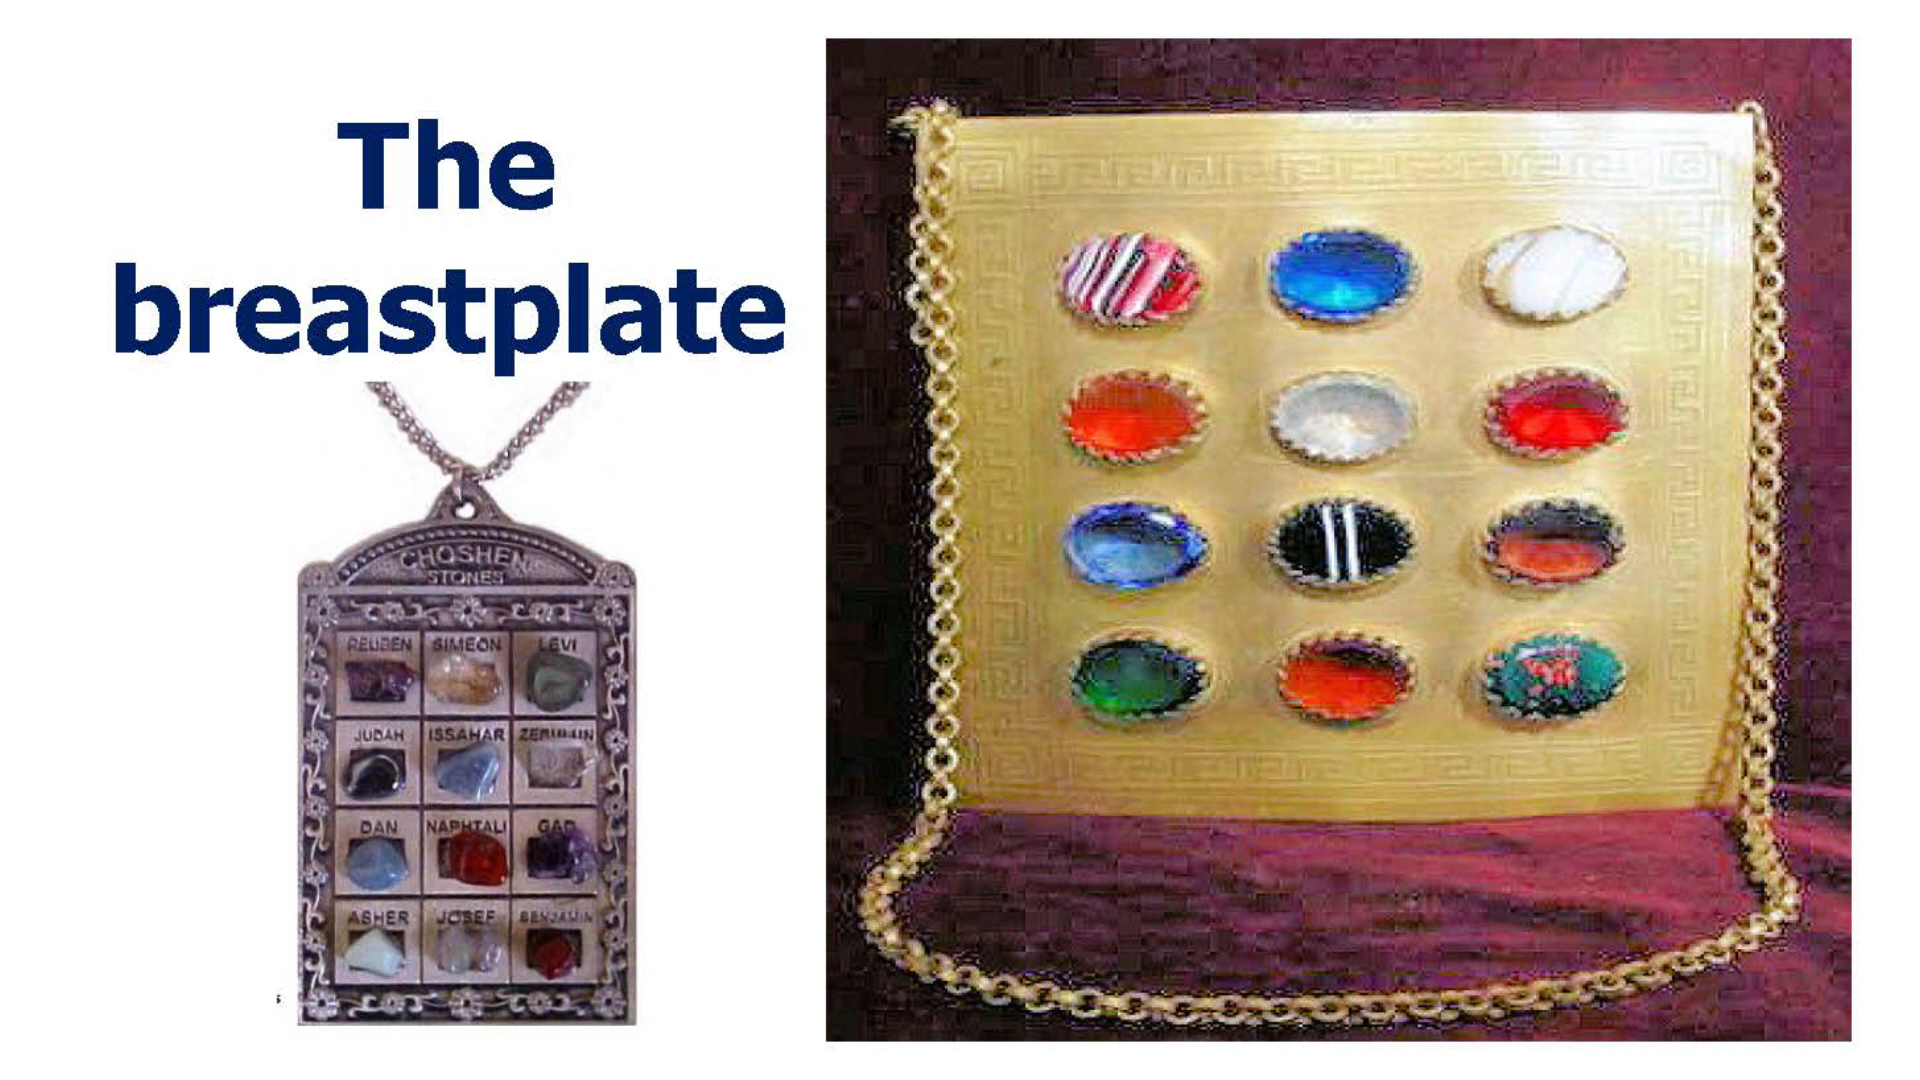 The
breastplate
CHOSHEN
STONES
REUBEN SIMEON LEVI
JUDAH ISSAHAR
DAN NAPHTALI GAD
ASHER JOSEF BENJAMIN
s